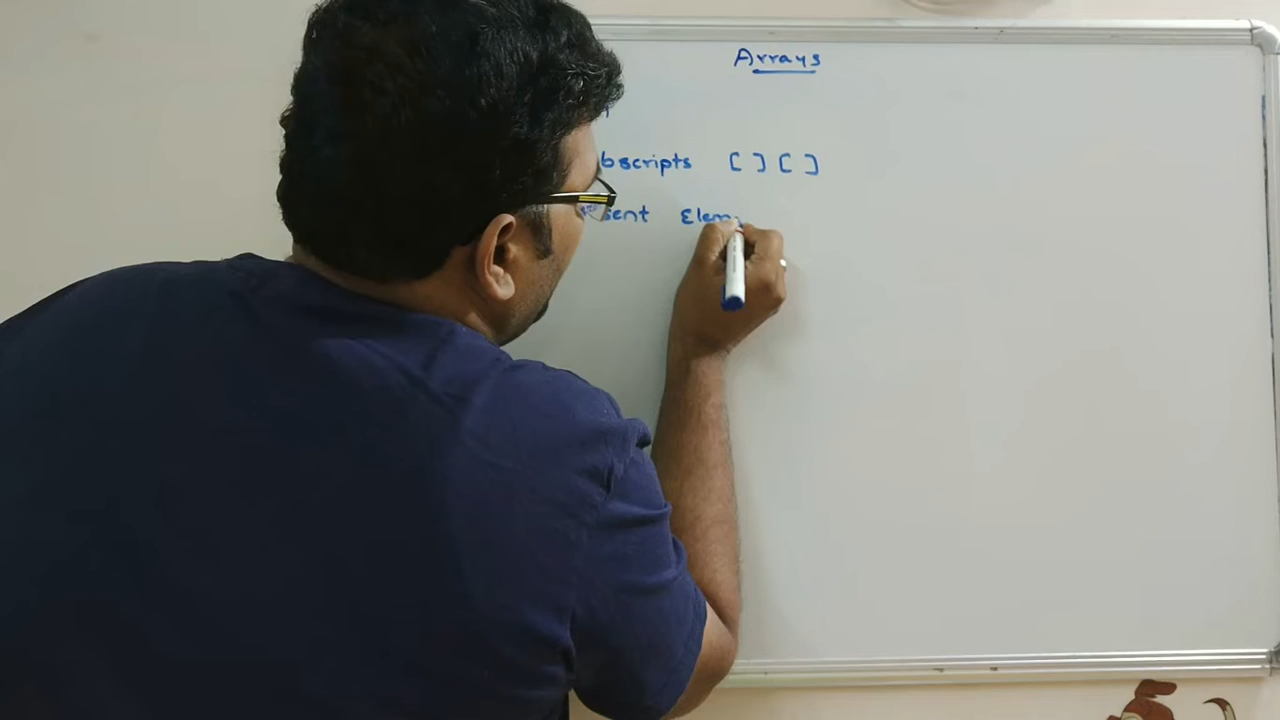 Arrays
bscripts [ ] [ ]
sent Elem